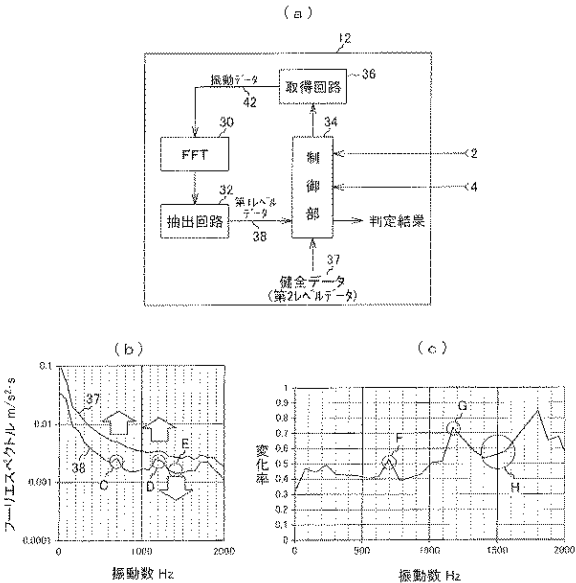 (a)
12
振動データ
42
取得回路
36
30
FFT
34
制御部
2
4
32
抽出回路
第1レベルデータ
38
判定結果
37
健全データ
(第2レベルデータ)
(b)
フーリエスペクトル m/s²·s
0.1
0.01
0.001
0.0001
37
38
C
D
E
0
1000
2000
振動数 Hz
(c)
変化率
1
0.9
0.8
0.7
0.6
0.5
0.4
0.3
0.2
0.1
0
F
G
H
0
500
1000
1500
2000
振動数 Hz